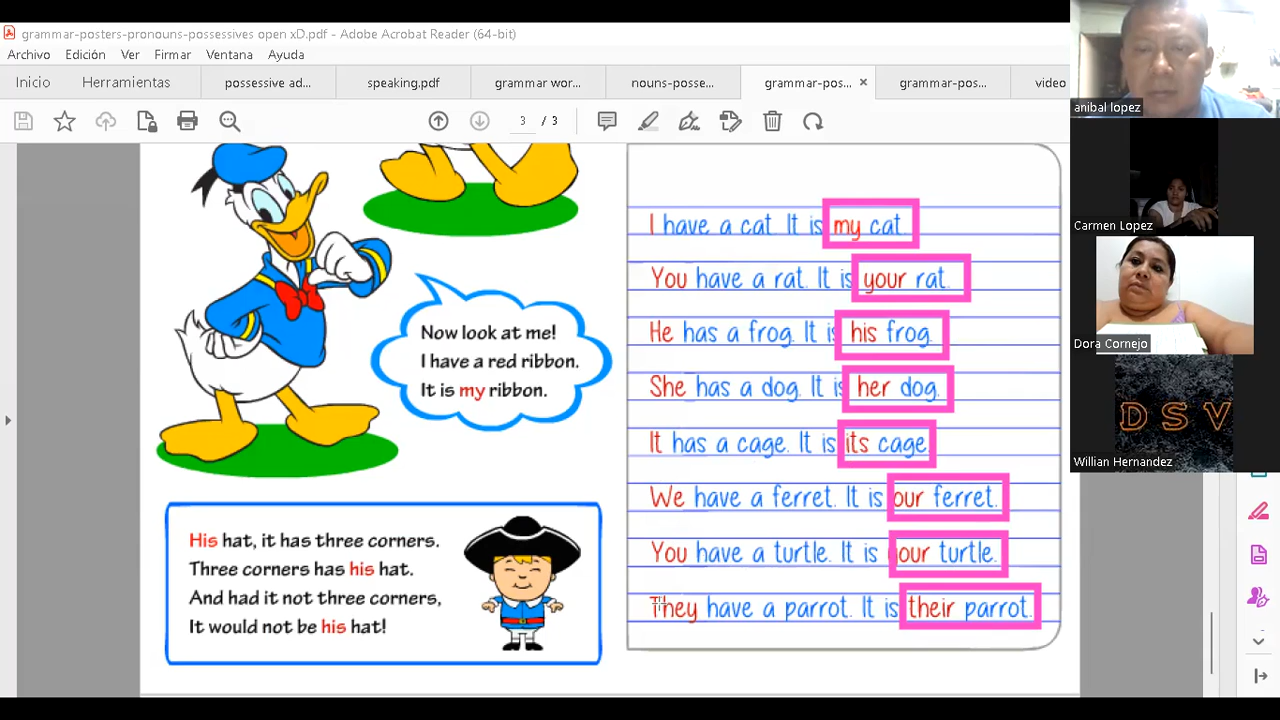 grammar-posters-pronouns-possessives open xD.pdf - Adobe Acrobat Reader (64-bit)
Archivo Edición Ver Firmar Ventana Ayuda
Inicio Herramientas possessive ad... speaking.pdf grammar wor... nouns-posse... grammar-pos... × grammar-pos... video
3 / 3
Now look at me!
I have a red ribbon.
It is my ribbon.
His hat, it has three corners.
Three corners has his hat.
And had it not three corners,
It would not be his hat!
I have a cat. It is my cat.
You have a rat. It is your rat.
He has a frog. It is his frog.
She has a dog. It is her dog.
It has a cage. It is its cage.
We have a ferret. It is our ferret.
You have a turtle. It is your turtle.
They have a parrot. It is their parrot.
anibal lopez
Carmen Lopez
Dora Cornejo
DSV
Willian Hernandez